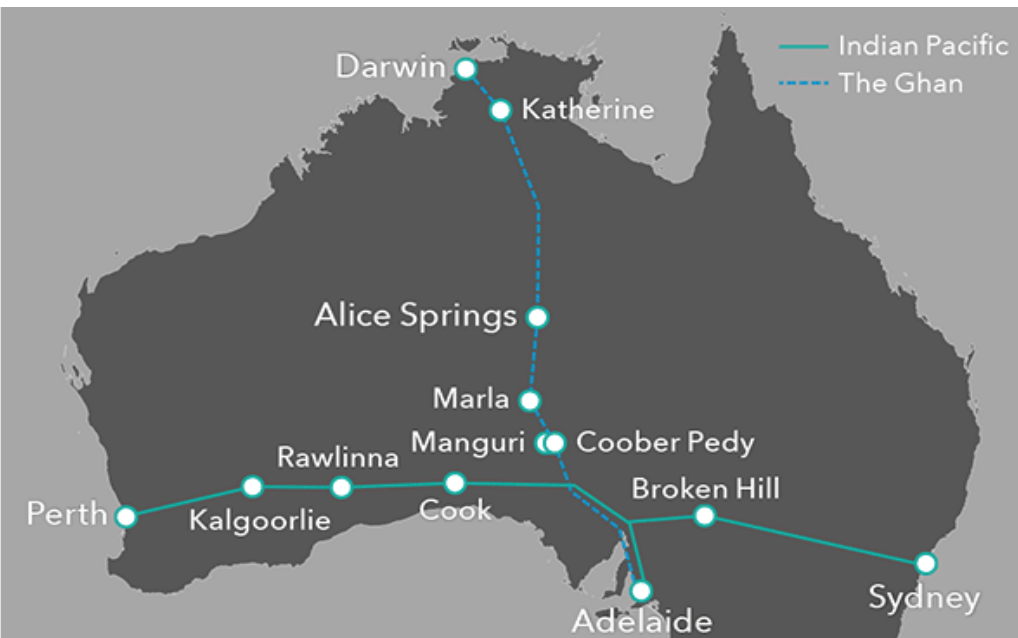 Indian Pacific
The Ghan
Darwin
Katherine
Alice Springs
Marla
Manguri
Coober Pedy
Rawlinna
Broken Hill
Perth
Kalgoorlie
Cook
Sydney
Adelaide